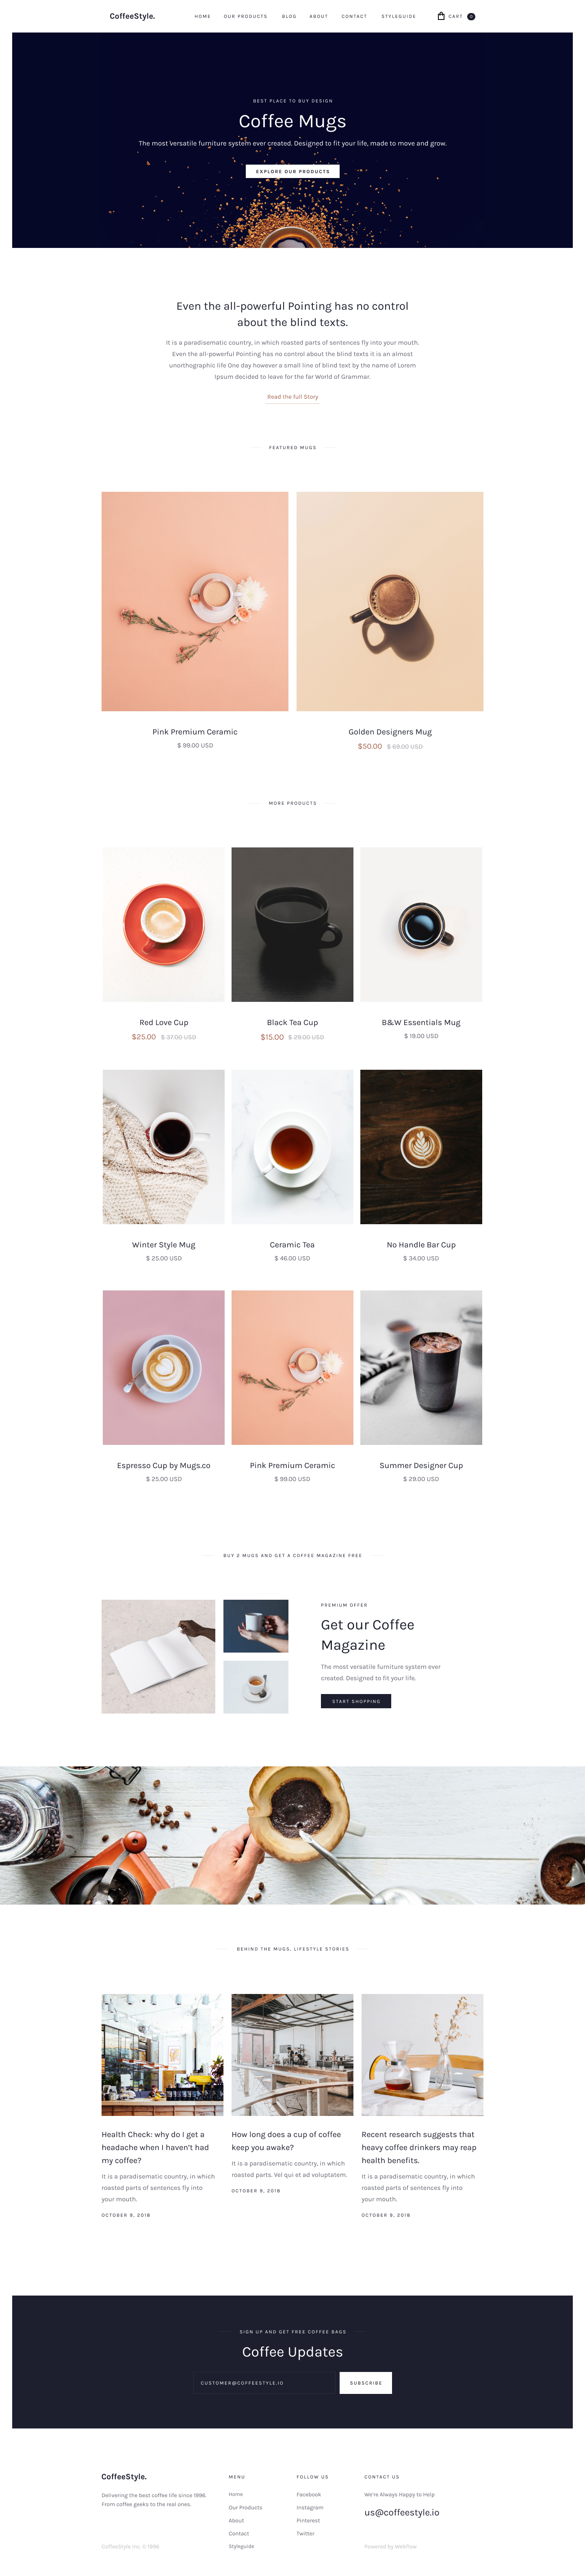 CoffeeStyle.
HOME OUR PRODUCTS BLOG ABOUT CONTACT STYLEGUIDE CART 0
BEST PLACE TO BUY DESIGN
Coffee Mugs
The most versatile furniture system ever created. Designed to fit your life, made to move and grow.
EXPLORE OUR PRODUCTS
Even the all-powerful Pointing has no control
about the blind texts.
It is a paradisematic country, in which roasted parts of sentences fly into your mouth.
Even the all-powerful Pointing has no control about the blind texts it is an almost
unorthographic life One day however a small line of blind text by the name of Lorem
Ipsum decided to leave for the far World of Grammar.
Read the full Story
FEATURED MUGS
Pink Premium Ceramic
$ 99.00 USD
Golden Designers Mug
$50.00 $ 69.00 USD
MORE PRODUCTS
Red Love Cup
$25.00 $ 37.00 USD
Black Tea Cup
$15.00 $ 29.00 USD
B&W Essentials Mug
$ 19.00 USD
Winter Style Mug
$ 25.00 USD
Ceramic Tea
$ 46.00 USD
No Handle Bar Cup
$ 34.00 USD
Espresso Cup by Mugs.co
$ 25.00 USD
Pink Premium Ceramic
$ 99.00 USD
Summer Designer Cup
$ 29.00 USD
BUY 2 MUGS AND GET A COFFEE MAGAZINE FREE
PREMIUM OFFER
Get our Coffee
Magazine
The most versatile furniture system ever
created. Designed to fit your life.
START SHOPPING
BEHIND THE MUGS, LIFESTYLE STORIES
Health Check: why do I get a
headache when I haven't had
my coffee?
It is a paradisematic country, in which
roasted parts of sentences fly into
your mouth.
OCTOBER 9, 2018
How long does a cup of coffee
keep you awake?
It is a paradisematic country, in which
roasted parts. Vel qui et ad voluptatem.
OCTOBER 9, 2018
Recent research suggests that
heavy coffee drinkers may reap
health benefits.
It is a paradisematic country, in which
roasted parts of sentences fly into
your mouth.
OCTOBER 9, 2018
SIGN UP AND GET FREE COFFEE BAGS
Coffee Updates
CUSTOMER@COFFEESTYLE.IO
SUBSCRIBE
CoffeeStyle.
Delivering the best coffee life since 1996.
From coffee geeks to the real ones.
CoffeeStyle Inc. © 1996
MENU
Home
Our Products
About
Contact
Styleguide
FOLLOW US
Facebook
Instagram
Pinterest
Twitter
CONTACT US
We're Always Happy to Help
us@coffeestyle.io
Powered by Webflow